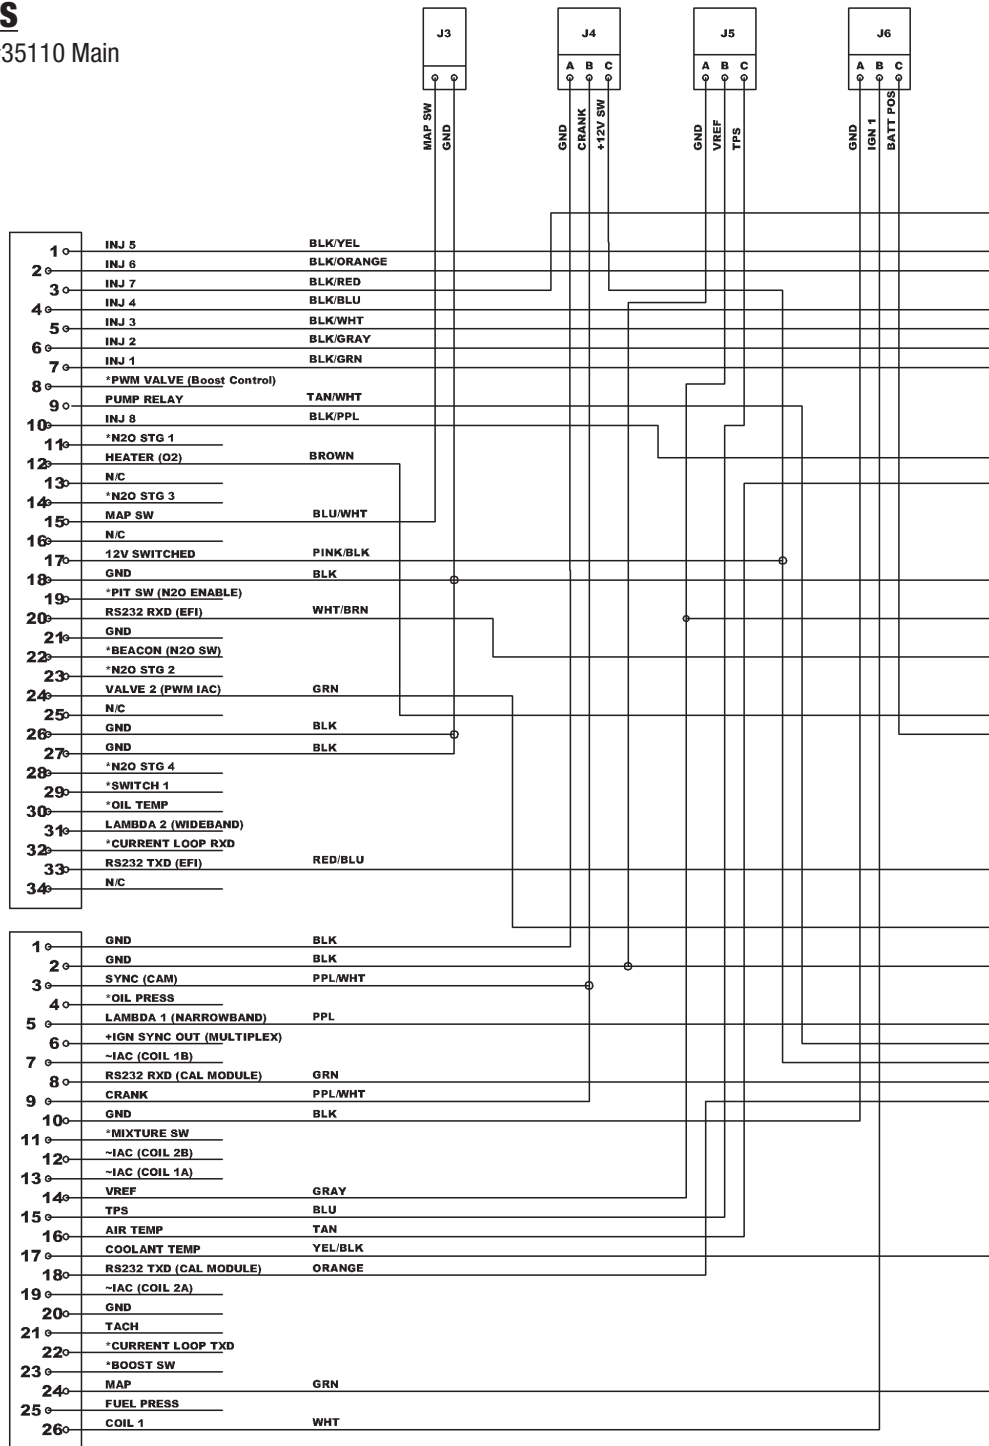 S
#35110 Main
J3
J4
J5
J6
A B C
A B C
A B C
MAP SW
GND
GND
CRANK
+12V SW
GND
VREF
TPS
GND
IGN 1
BATT POS
1 INJ 5 BLK/YEL
2 INJ 6 BLK/ORANGE
3 INJ 7 BLK/RED
4 INJ 4 BLK/BLU
5 INJ 3 BLK/WHT
6 INJ 2 BLK/GRAY
7 INJ 1 BLK/GRN
8 *PWM VALVE (Boost Control)
9 PUMP RELAY TAN/WHT
10 INJ 8 BLK/PPL
11 *N2O STG 1
12 HEATER (O2) BROWN
13 N/C
14 *N2O STG 3
15 MAP SW BLU/WHT
16 N/C
17 12V SWITCHED PINK/BLK
18 GND BLK
19 *PIT SW (N2O ENABLE)
20 RS232 RXD (EFI) WHT/BRN
21 GND
22 *BEACON (N2O SW)
23 *N2O STG 2
24 VALVE 2 (PWM IAC) GRN
25 N/C
26 GND BLK
27 GND BLK
28 *N2O STG 4
29 *SWITCH 1
30 *OIL TEMP
31 LAMBDA 2 (WIDEBAND)
32 *CURRENT LOOP RXD
33 RS232 TXD (EFI) RED/BLU
34 N/C
1 GND BLK
2 GND BLK
3 SYNC (CAM) PPL/WHT
4 *OIL PRESS
5 LAMBDA 1 (NARROWBAND) PPL
6 +IGN SYNC OUT (MULTIPLEX)
7 ~IAC (COIL 1B)
8 RS232 RXD (CAL MODULE) GRN
9 CRANK PPL/WHT
10 GND BLK
11 *MIXTURE SW
12 ~IAC (COIL 2B)
13 ~IAC (COIL 1A)
14 VREF GRAY
15 TPS BLU
16 AIR TEMP TAN
17 COOLANT TEMP YEL/BLK
18 RS232 TXD (CAL MODULE) ORANGE
19 ~IAC (COIL 2A)
20 GND
21 TACH
22 *CURRENT LOOP TXD
23 *BOOST SW
24 MAP GRN
25 FUEL PRESS
26 COIL 1 WHT